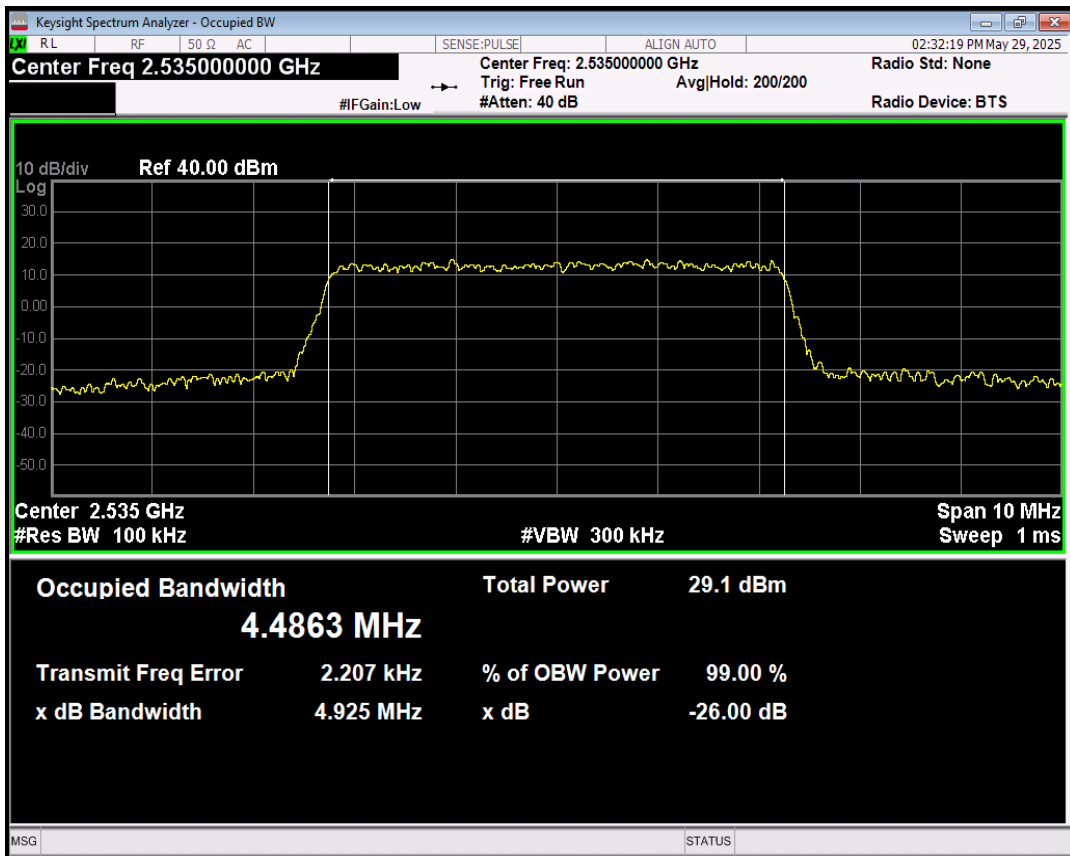 Keysight Spectrum Analyzer - Occupied BW
LXI RL RF 50 Ω AC SENSE:PULSE ALIGN AUTO 02:32:19 PM May 29, 2025
Center Freq 2.535000000 GHz Center Freq: 2.535000000 GHz Radio Std: None
Trig: Free Run Avg|Hold: 200/200
#IFGain:Low #Atten: 40 dB Radio Device: BTS
10 dB/div Ref 40.00 dBm
Log
30.0
20.0
10.0
0.00
-10.0
-20.0
-30.0
-40.0
-50.0
Center 2.535 GHz Span 10 MHz
#Res BW 100 kHz #VBW 300 kHz Sweep 1 ms
Occupied Bandwidth Total Power 29.1 dBm
4.4863 MHz
Transmit Freq Error 2.207 kHz % of OBW Power 99.00 %
x dB Bandwidth 4.925 MHz x dB -26.00 dB
MSG STATUS